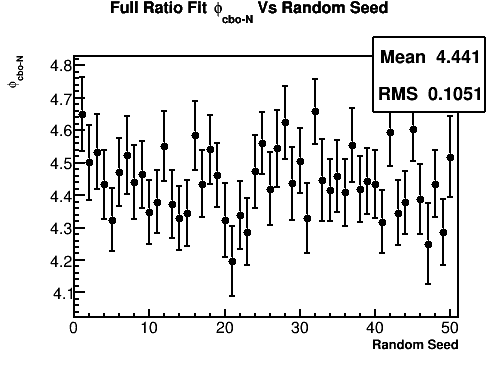 Full Ratio Fit ϕcbo-N Vs Random Seed
Mean 4.441
RMS 0.1051
ϕcbo-N
4.8
4.7
4.6
4.5
4.4
4.3
4.2
4.1
0 10 20 30 40 50
Random Seed